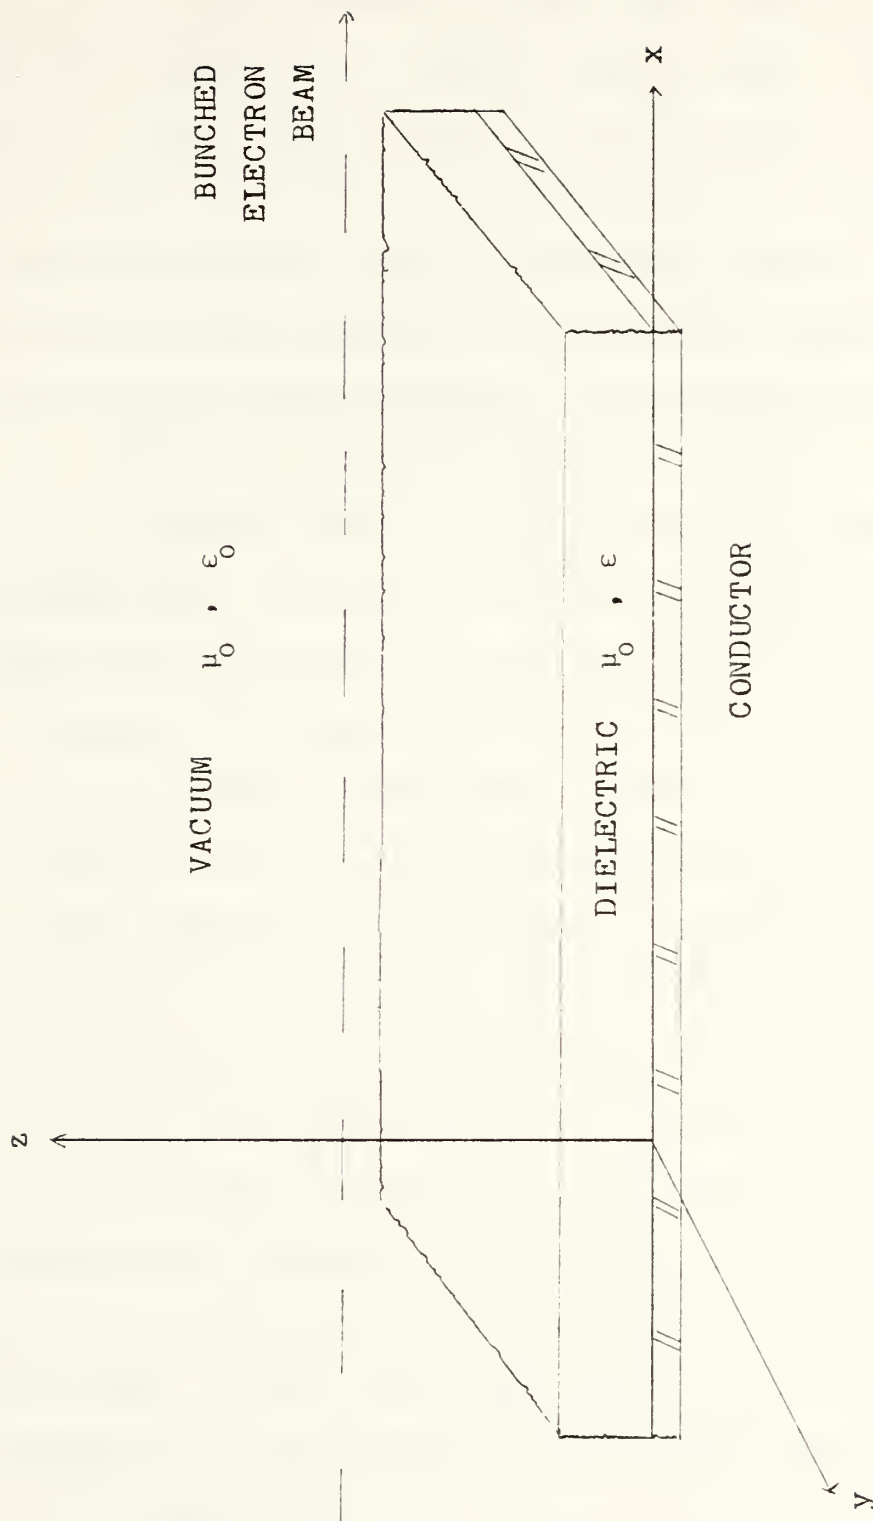 z
BUNCHED
ELECTRON
BEAM
VACUUM μ₀ , ε₀
DIELECTRIC μ₀ , ε
x
CONDUCTOR
y